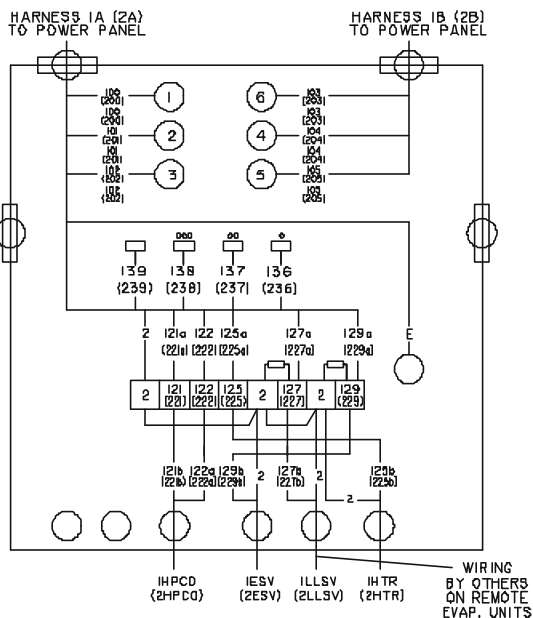 HARNESS 1A (2A)
TO POWER PANEL
HARNESS 1B (2B)
TO POWER PANEL
100
(200)
100
(200)
1
6
103
(203)
103
(203)
101
(201)
101
(201)
2
4
104
(204)
104
(204)
102
(202)
102
(202)
3
5
105
(205)
105
(205)
139
(239)
138
(238)
137
(237)
136
(236)
2
121a
(221a)
122
(222)
125a
(225a)
127a
(227a)
129a
(229a)
E
2
121
(221)
122
(222)
125
(225)
2
127
(227)
2
129
(229)
121b
(221b)
122a
(222a)
129b
(229b)
2
127b
(227b)
2
2
125b
(225b)
1HPCO
(2HPCO)
1ESV
(2ESV)
1LLSV
(2LLSV)
1HTR
(2HTR)
WIRING
BY OTHERS
ON REMOTE
EVAP. UNITS